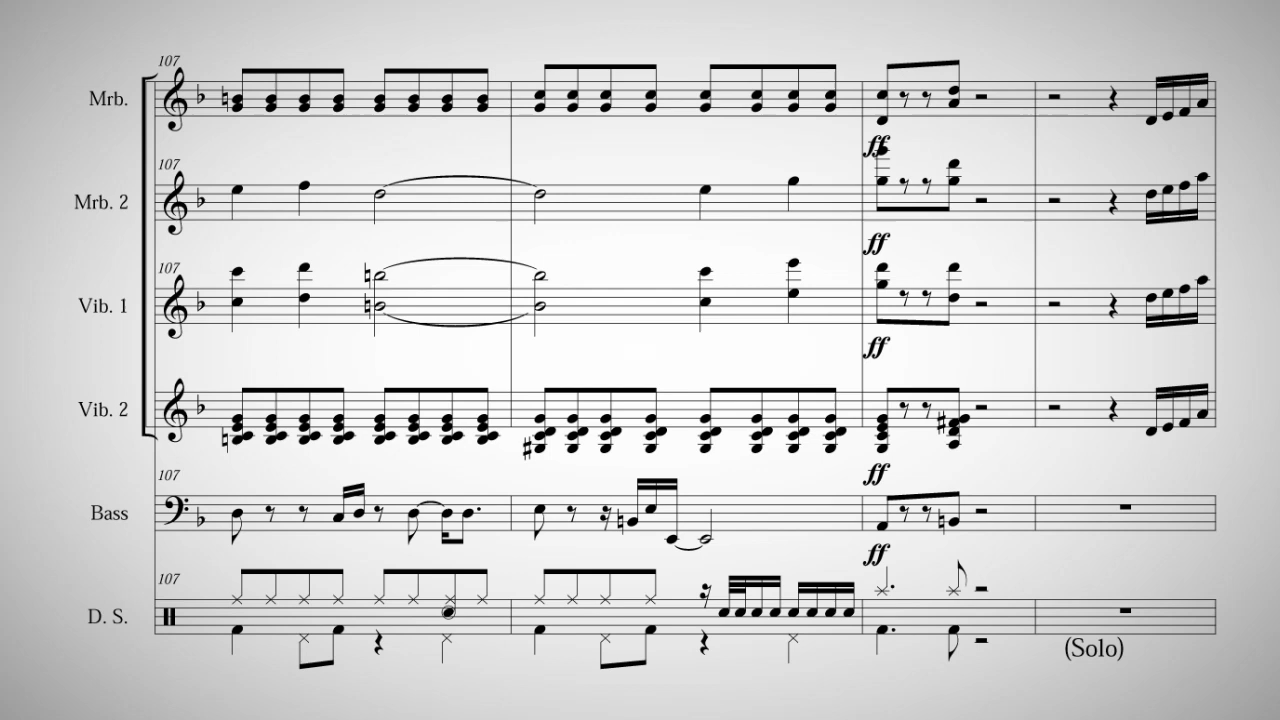 107
Mrb.
ff
107
Mrb. 2
ff
107
Vib. 1
ff
Vib. 2
ff
107
Bass
ff
107
D. S.
(Solo)